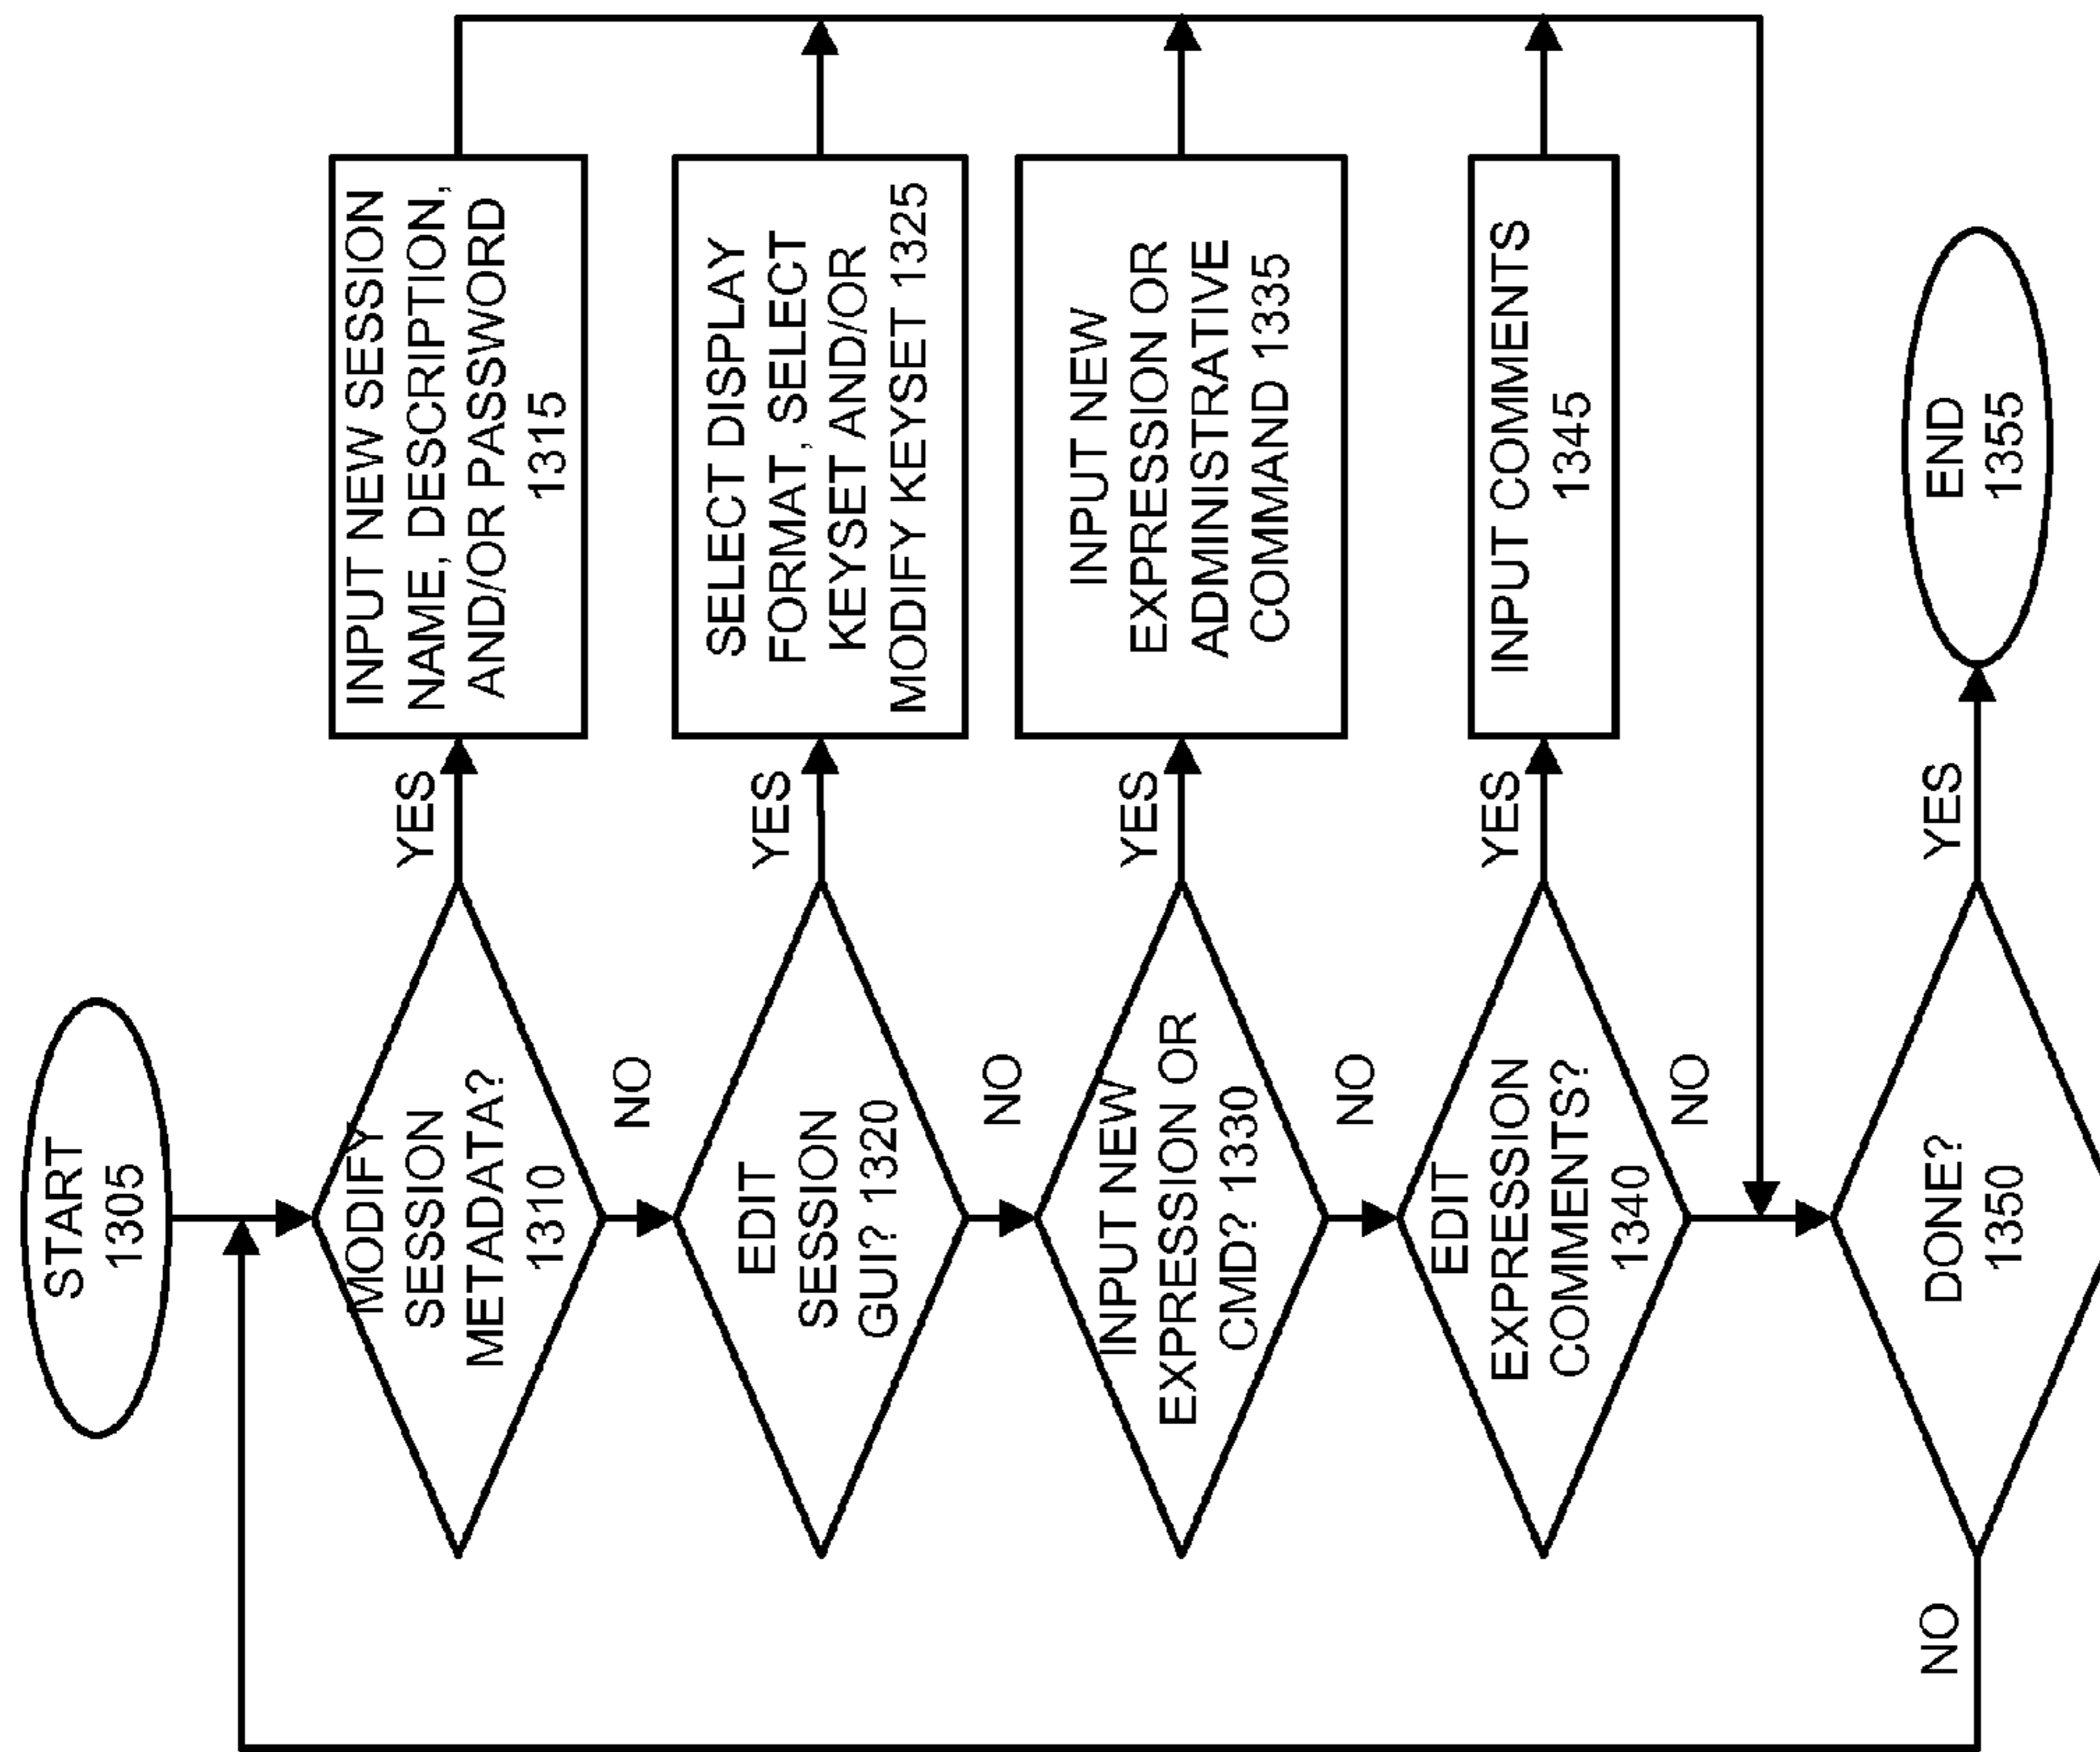 START
1305
MODIFY
SESSION
METADATA?
1310
YES
INPUT NEW SESSION
NAME, DESCRIPTION,
AND/OR PASSWORD
1315
NO
EDIT
SESSION
GUI? 1320
YES
SELECT DISPLAY
FORMAT, SELECT
KEYSET AND/OR
MODIFY KEYSET 1325
NO
INPUT NEW
EXPRESSION OR
CMD? 1330
YES
INPUT NEW
EXPRESSION OR
ADMINISTRATIVE
COMMAND 1335
NO
EDIT
EXPRESSION
COMMENTS?
1340
YES
INPUT COMMENTS
1345
NO
DONE?
1350
NO
YES
END
1355